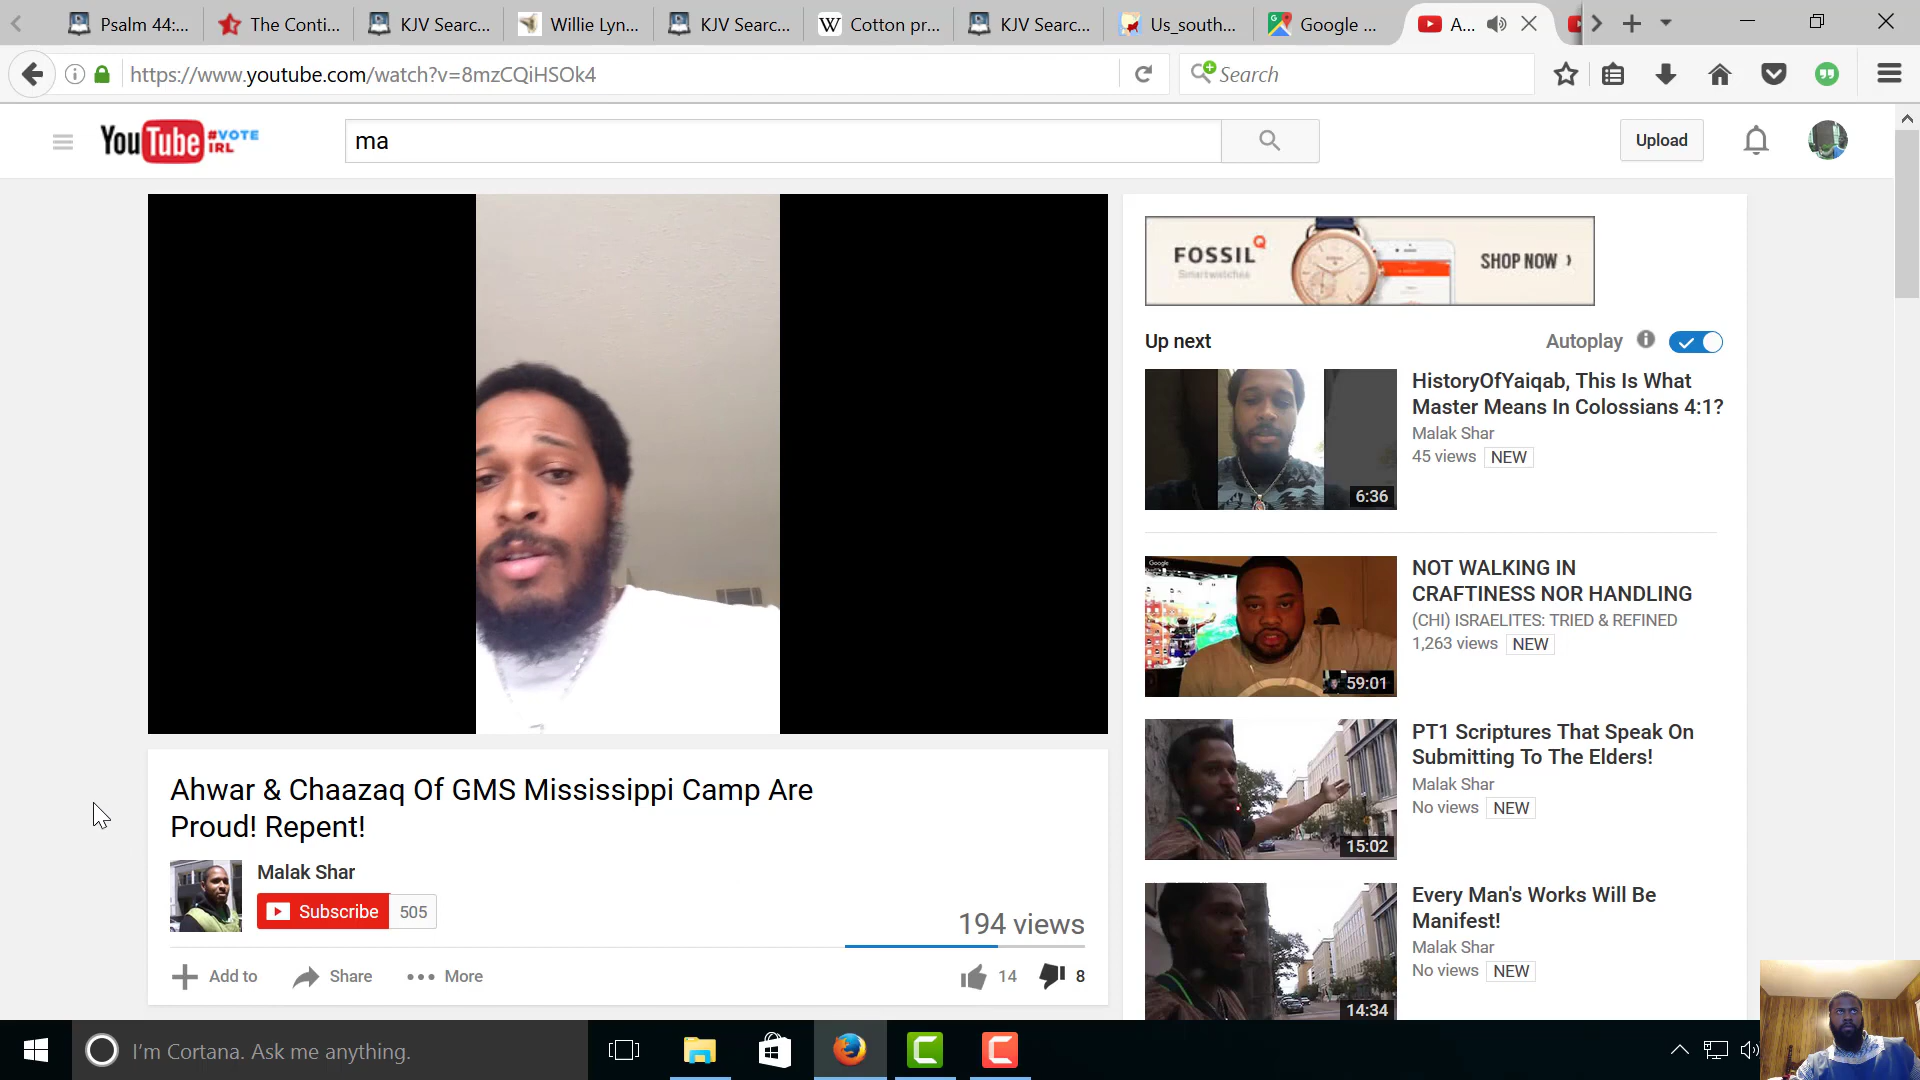 Psalm 44:...
The Conti...
KJV Searc...
Willie Lyn...
KJV Searc...
W
Cotton pr...
KJV Searc...
Us_south...
Google ...
A...
https://www.youtube.com/watch?v=8mzCQiHSOk4
Search
YouTube #VOTE IRL
ma
Upload
FOSSIL Q
Smartwatches
SHOP NOW ›
Up next
Autoplay
HistoryOfYaiqab, This Is What
Master Means In Colossians 4:1?
Malak Shar
45 views NEW
6:36
Google
NOT WALKING IN
CRAFTINESS NOR HANDLING
(CHI) ISRAELITES: TRIED & REFINED
1,263 views NEW
59:01
PT1 Scriptures That Speak On
Submitting To The Elders!
Malak Shar
No views NEW
15:02
Every Man's Works Will Be
Manifest!
Malak Shar
No views NEW
14:34
Ahwar & Chaazaq Of GMS Mississippi Camp Are
Proud! Repent!
Malak Shar
Subscribe 505
194 views
Add to
Share
More
14
8
I'm Cortana. Ask me anything.